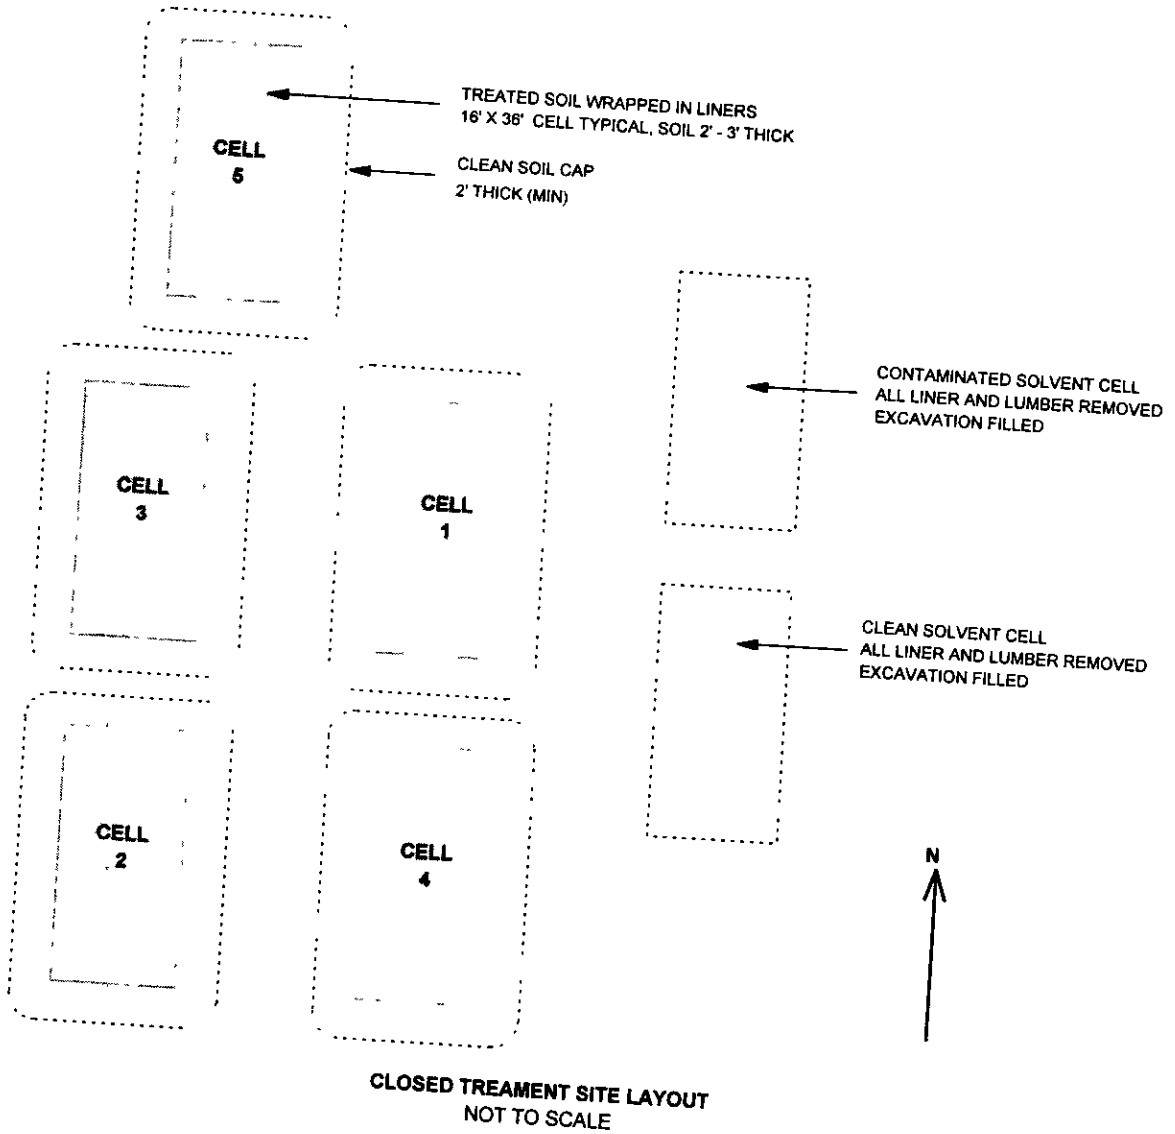 TREATED SOIL WRAPPED IN LINERS
16' X 36' CELL TYPICAL, SOIL 2' - 3' THICK
CELL
5
CLEAN SOIL CAP
2' THICK (MIN)
CONTAMINATED SOLVENT CELL
ALL LINER AND LUMBER REMOVED
EXCAVATION FILLED
CELL
3
CELL
1
CLEAN SOLVENT CELL
ALL LINER AND LUMBER REMOVED
EXCAVATION FILLED
CELL
2
CELL
4
N
CLOSED TREAMENT SITE LAYOUT
NOT TO SCALE